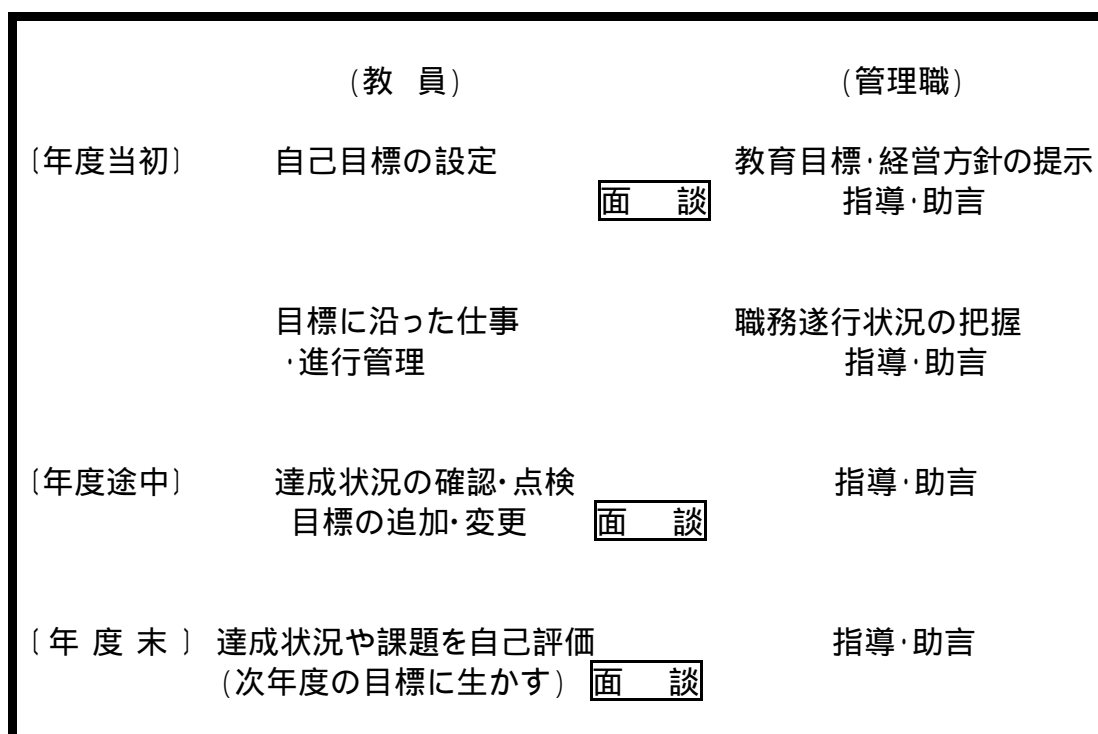 (教 員) (管理職)
〔年度当初〕 自己目標の設定 教育目標・経営方針の提示
面 談 指導・助言
目標に沿った仕事 職務遂行状況の把握
・進行管理 指導・助言
〔年度途中〕 達成状況の確認・点検 指導・助言
目標の追加・変更 面 談
〔年 度 末〕 達成状況や課題を自己評価 指導・助言
(次年度の目標に生かす) 面 談